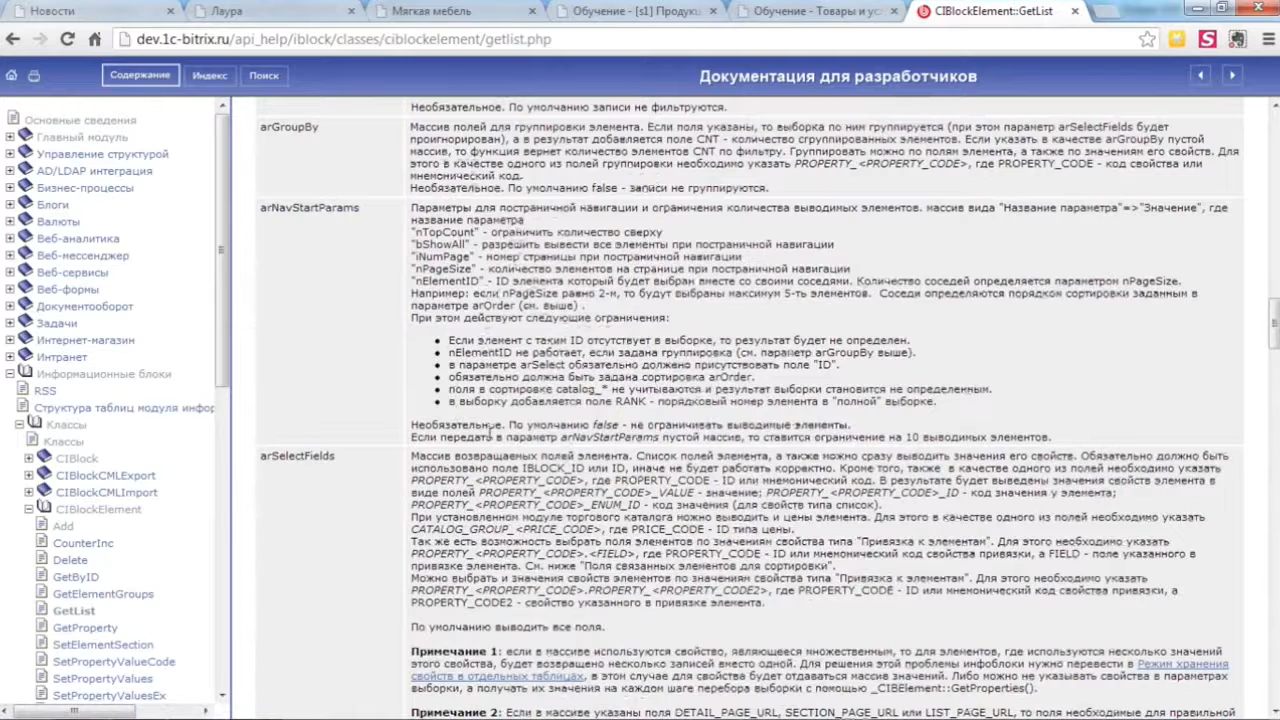 Новости
Лаура
Мягкая мебель
Обучение - [s1] Продукц
Обучение - Товары и ус
CIBlockElement::GetList
dev.1c-bitrix.ru/api_help/iblock/classes/ciblockelement/getlist.php
Содержание
Индекс
Поиск
Документация для разработчиков
Основные сведения
Главный модуль
Управление структурой
AD/LDAP интеграция
Бизнес-процессы
Блоги
Валюты
Веб-аналитика
Веб-мессенджер
Веб-сервисы
Веб-формы
Документооборот
Задачи
Интернет-магазин
Интранет
Информационные блоки
RSS
Структура таблиц модуля инфор
Классы
Классы
CIBlock
CIBlockCMLExport
CIBlockCMLImport
CIBlockElement
Add
CounterInc
Delete
GetByID
GetElementGroups
GetList
GetProperty
SetElementSection
SetPropertyValueCode
SetPropertyValues
SetPropertyValuesEx
Необязательное. По умолчанию записи не фильтруются.
arGroupBy
Массив полей для группировки элемента. Если поля указаны, то выборка по ним группируется (при этом параметр arSelectFields будет
проигнорирован), а в результат добавляется поле CNT - количество сгруппированных элементов. Если указать в качестве arGroupBy пустой
массив, то функция вернет количество элементов CNT по фильтру. Группировать можно по полям элемента, а также по значениям его свойств. Для
этого в качестве одного из полей группировки необходимо указать PROPERTY_<PROPERTY_CODE>, где PROPERTY_CODE - код свойства или
мнемонический код.
Необязательное. По умолчанию false - записи не группируются.
arNavStartParams
Параметры для постраничной навигации и ограничения количества выводимых элементов. массив вида "Название параметра"=>"Значение", где
название параметра
"nTopCount" - ограничить количество сверху
"bShowAll" - разрешить вывести все элементы при постраничной навигации
"iNumPage" - номер страницы при постраничной навигации
"nPageSize" - количество элементов на странице при постраничной навигации
"nElementID" - ID элемента который будет выбран вместе со своими соседями. Количество соседей определяется параметром nPageSize.
Например: если nPageSize равно 2-м, то будут выбраны максимум 5-ть элементов. Соседи определяются порядком сортировки заданным в
параметре arOrder (см. выше) .
При этом действуют следующие ограничения:
Если элемент с таким ID отсутствует в выборке, то результат будет не определен.
nElementID не работает, если задана группировка (см. параметр arGroupBy выше).
в параметре arSelect обязательно должено присутствовать поле "ID".
обязательно должна быть задана сортировка arOrder.
поля в сортировке catalog_* не учитываются и результат выборки становится не определенным.
в выборку добавляется поле RANK - порядковый номер элемента в "полной" выборке.
Необязательное. По умолчанию false - не ограничивать выводимые элементы.
Если передать в параметр arNavStartParams пустой массив, то ставится ограничение на 10 выводимых элементов.
arSelectFields
Массив возвращаемых полей элемента. Список полей элемента, а также можно сразу выводить значения его свойств. Обязательно должно быть
использовано поле IBLOCK_ID или ID, иначе не будет работать корректно. Кроме того, также в качестве одного из полей необходимо указать
PROPERTY_<PROPERTY_CODE>, где PROPERTY_CODE - ID или мнемонический код. В результате будет выведены значения свойств элемента в
виде полей PROPERTY_<PROPERTY_CODE>_VALUE - значение; PROPERTY_<PROPERTY_CODE>_ID - код значения у элемента;
PROPERTY_<PROPERTY_CODE>_ENUM_ID - код значения (для свойств типа список).
При установленном модуле торгового каталога можно выводить и цены элемента. Для этого в качестве одного из полей необходимо указать
CATALOG_GROUP_<PRICE_CODE>, где PRICE_CODE - ID типа цены.
Так же есть возможность выбрать поля элементов по значениям свойства типа "Привязка к элементам". Для этого необходимо указать
PROPERTY_<PROPERTY_CODE>.<FIELD>, где PROPERTY_CODE - ID или мнемонический код свойства привязки, а FIELD - поле указанного в
привязке элемента. См. ниже "Поля связанных элементов для сортировки".
Можно выбрать и значения свойств элементов по значениям свойства типа "Привязка к элементам". Для этого необходимо указать
PROPERTY_<PROPERTY_CODE>.PROPERTY_<PROPERTY_CODE2>, где PROPERTY_CODE - ID или мнемонический код свойства привязки, а
PROPERTY_CODE2 - свойство указанного в привязке элемента.
По умолчанию выводить все поля.
Примечание 1: если в массиве используются свойство, являющееся множественным, то для элементов, где используются несколько значений
этого свойства, будет возвращено несколько записей вместо одной. Для решения этой проблемы инфоблоки нужно перевести в Режим хранения
свойств в отдельных таблицах, в этом случае для свойства будет отдаваться массив значений. Либо можно не указывать свойства в параметрах
выборки, а получать их значения на каждом шаге перебора выборки с помощью _CIBElement::GetProperties().
Примечание 2: Если в массиве указаны поля DETAIL_PAGE_URL, SECTION_PAGE_URL или LIST_PAGE_URL, то поля необходимые для правильной